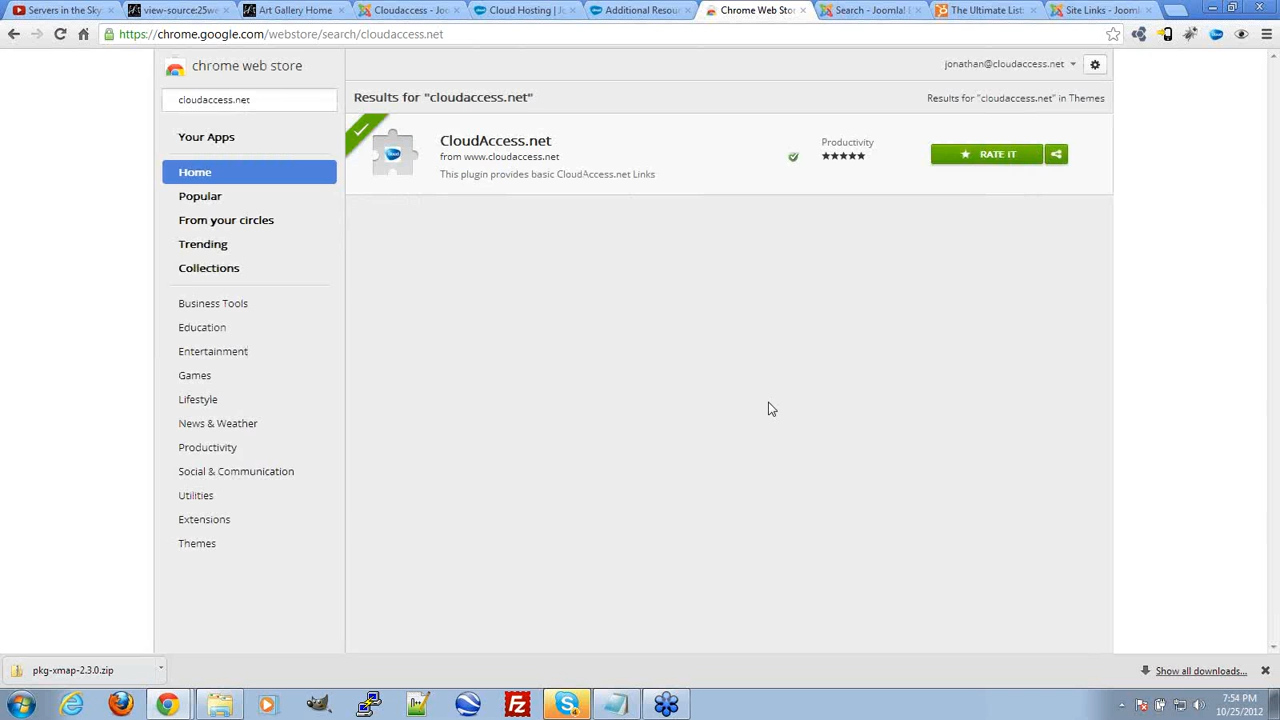 Servers in the Sky
view-source:25we
Art Gallery Home
Cloudaccess - Joo
Cloud Hosting | Jo
Additional Resou
Chrome Web Stor
Search - Joomla!
The Ultimate List
Site Links - Jooml
https://chrome.google.com/webstore/search/cloudaccess.net
chrome web store
jonathan@cloudaccess.net
cloudaccess.net
Results for "cloudaccess.net"
Results for "cloudaccess.net" in Themes
Your Apps
CloudAccess.net
from www.cloudaccess.net
This plugin provides basic CloudAccess.net Links
Productivity
RATE IT
Home
Popular
From your circles
Trending
Collections
Business Tools
Education
Entertainment
Games
Lifestyle
News & Weather
Productivity
Social & Communication
Utilities
Extensions
Themes
pkg-xmap-2.3.0.zip
Show all downloads...
7:54 PM
10/25/2012